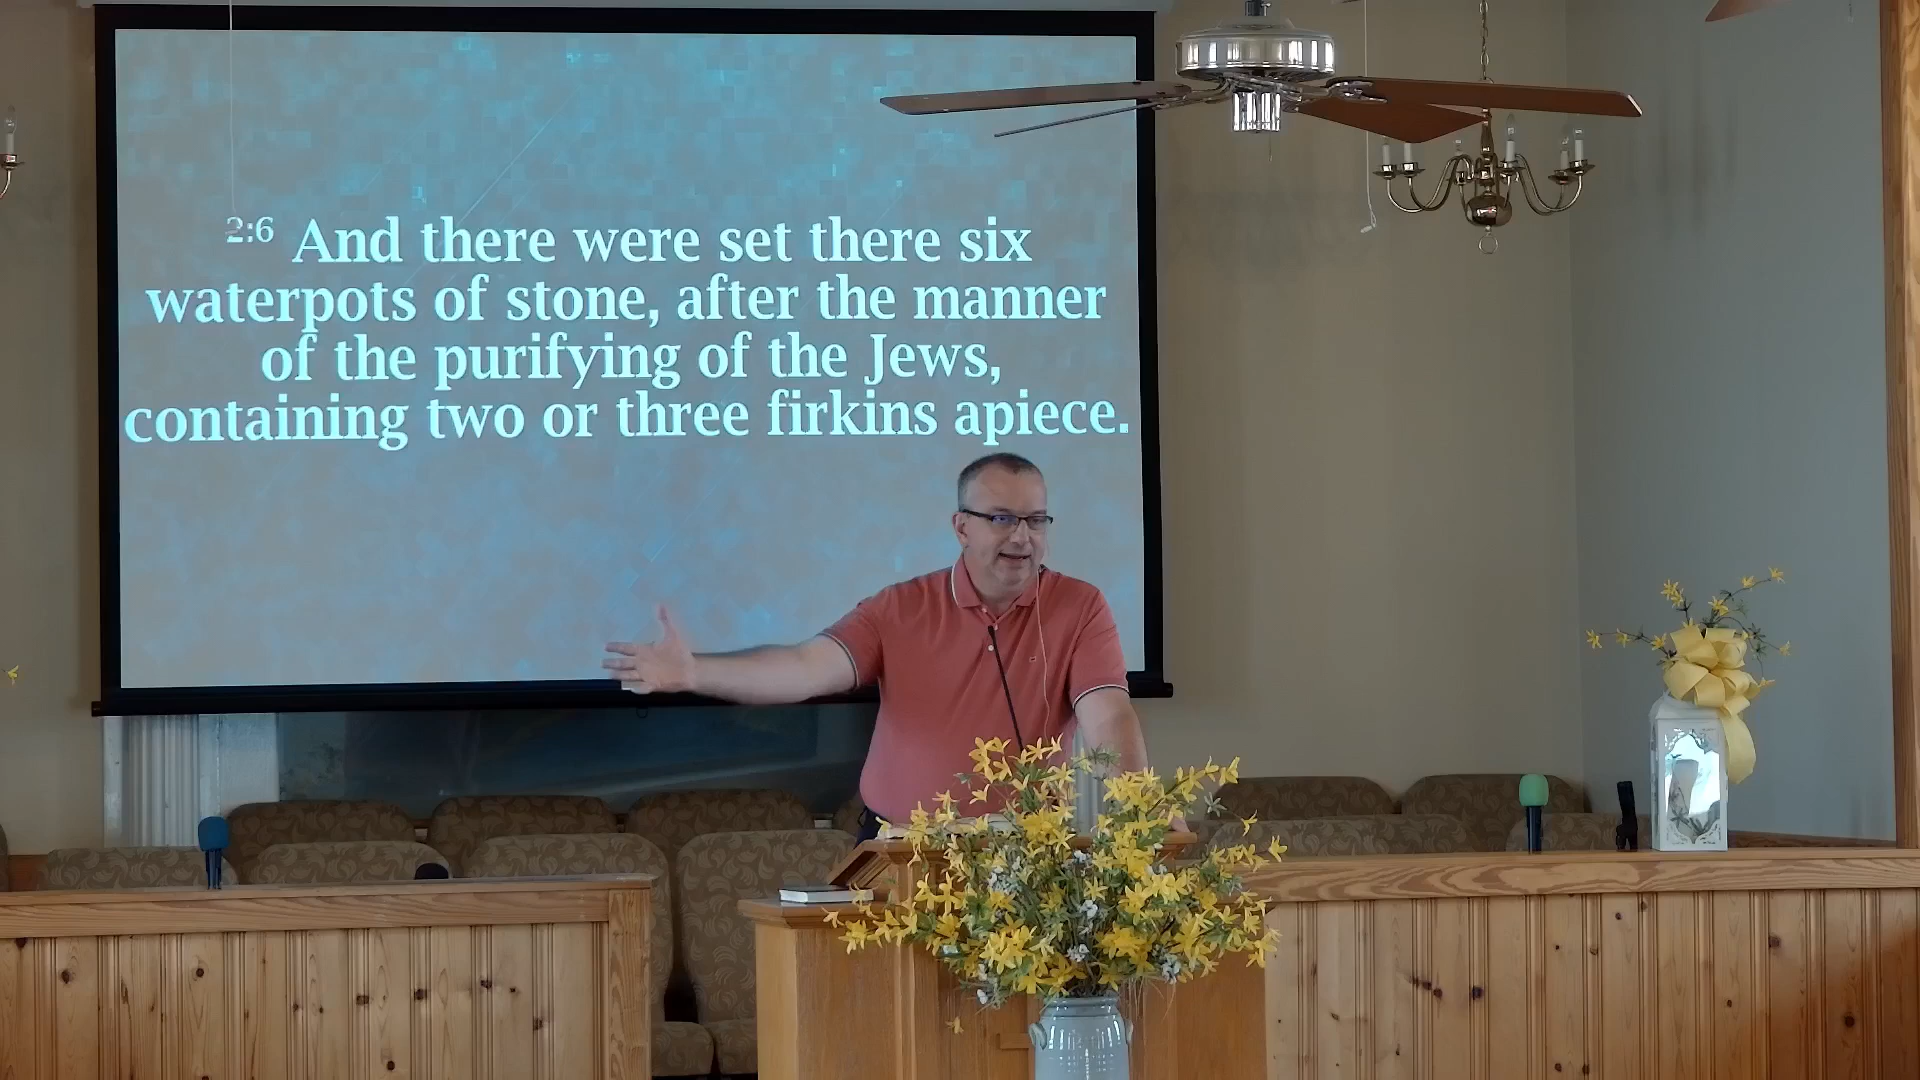 2:6 And there were set there six
waterpots of stone, after the manner
of the purifying of the Jews,
containing two or three firkins apiece.